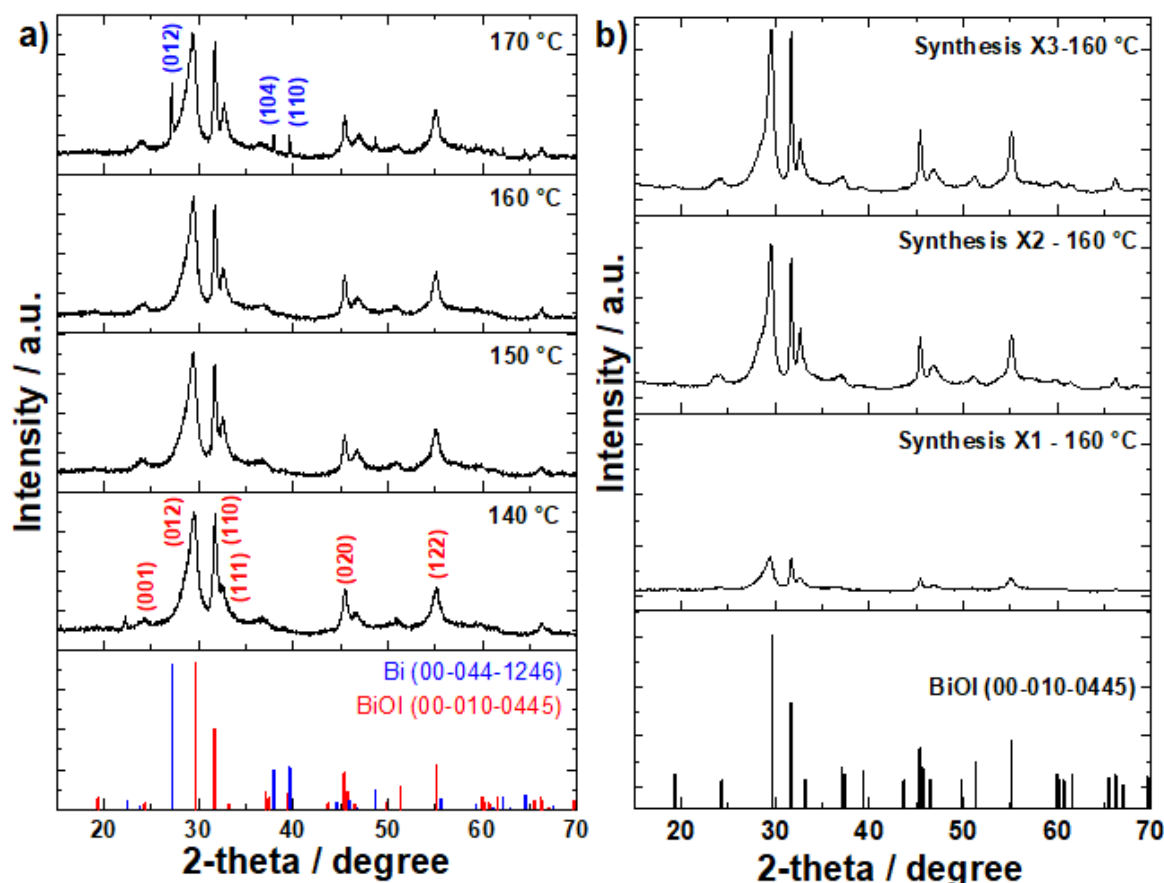 a)
170 °C
(012)
(104)
(110)
160 °C
150 °C
140 °C
(001)
(012)
(110)
(111)
(020)
(122)
Bi (00-044-1246)
BiOI (00-010-0445)
20 30 40 50 60 70
2-theta / degree
Intensity / a.u.
b)
Synthesis X3-160 °C
Synthesis X2 - 160 °C
Synthesis X1 - 160 °C
BiOI (00-010-0445)
20 30 40 50 60 70
2-theta / degree
Intensity / a.u.